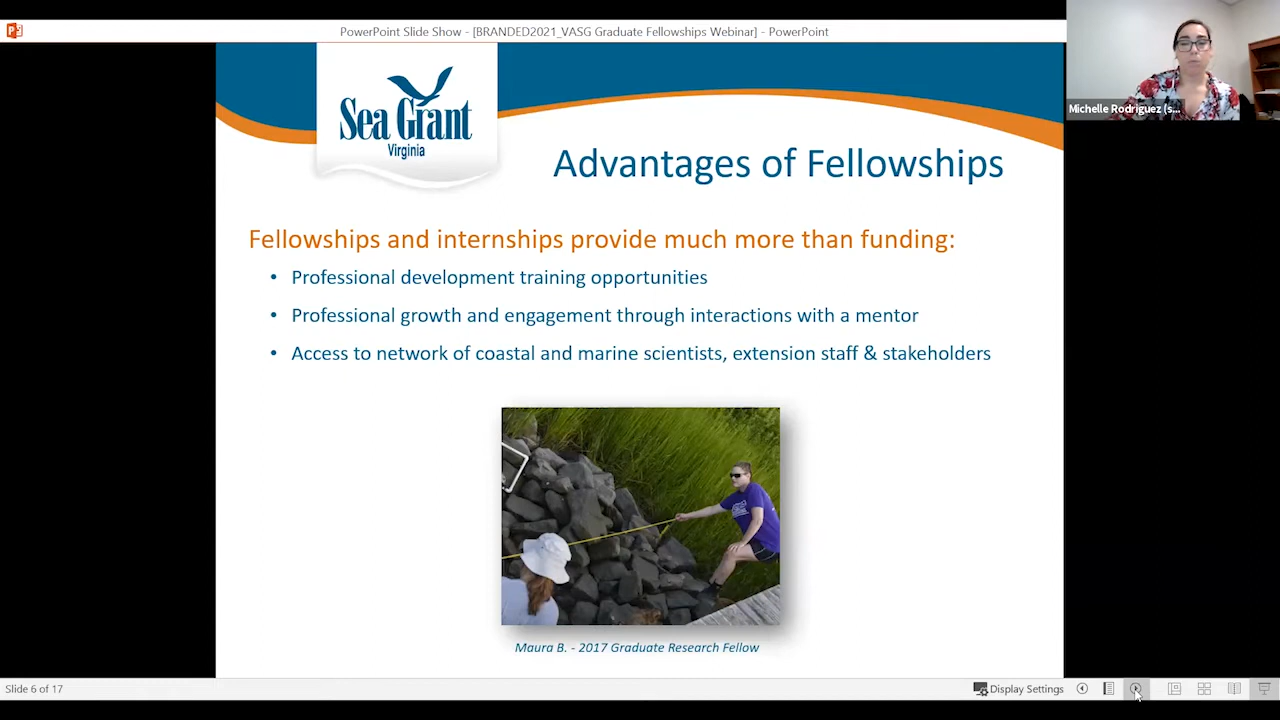 PowerPoint Slide Show - [BRANDED2021_VASG Graduate Fellowships Webinar] - PowerPoint
Michelle Rodriguez (s...
Sea Grant
Virginia
Advantages of Fellowships
Fellowships and internships provide much more than funding:
• Professional development training opportunities
• Professional growth and engagement through interactions with a mentor
• Access to network of coastal and marine scientists, extension staff & stakeholders
Maura B. - 2017 Graduate Research Fellow
Slide 6 of 17
Display Settings